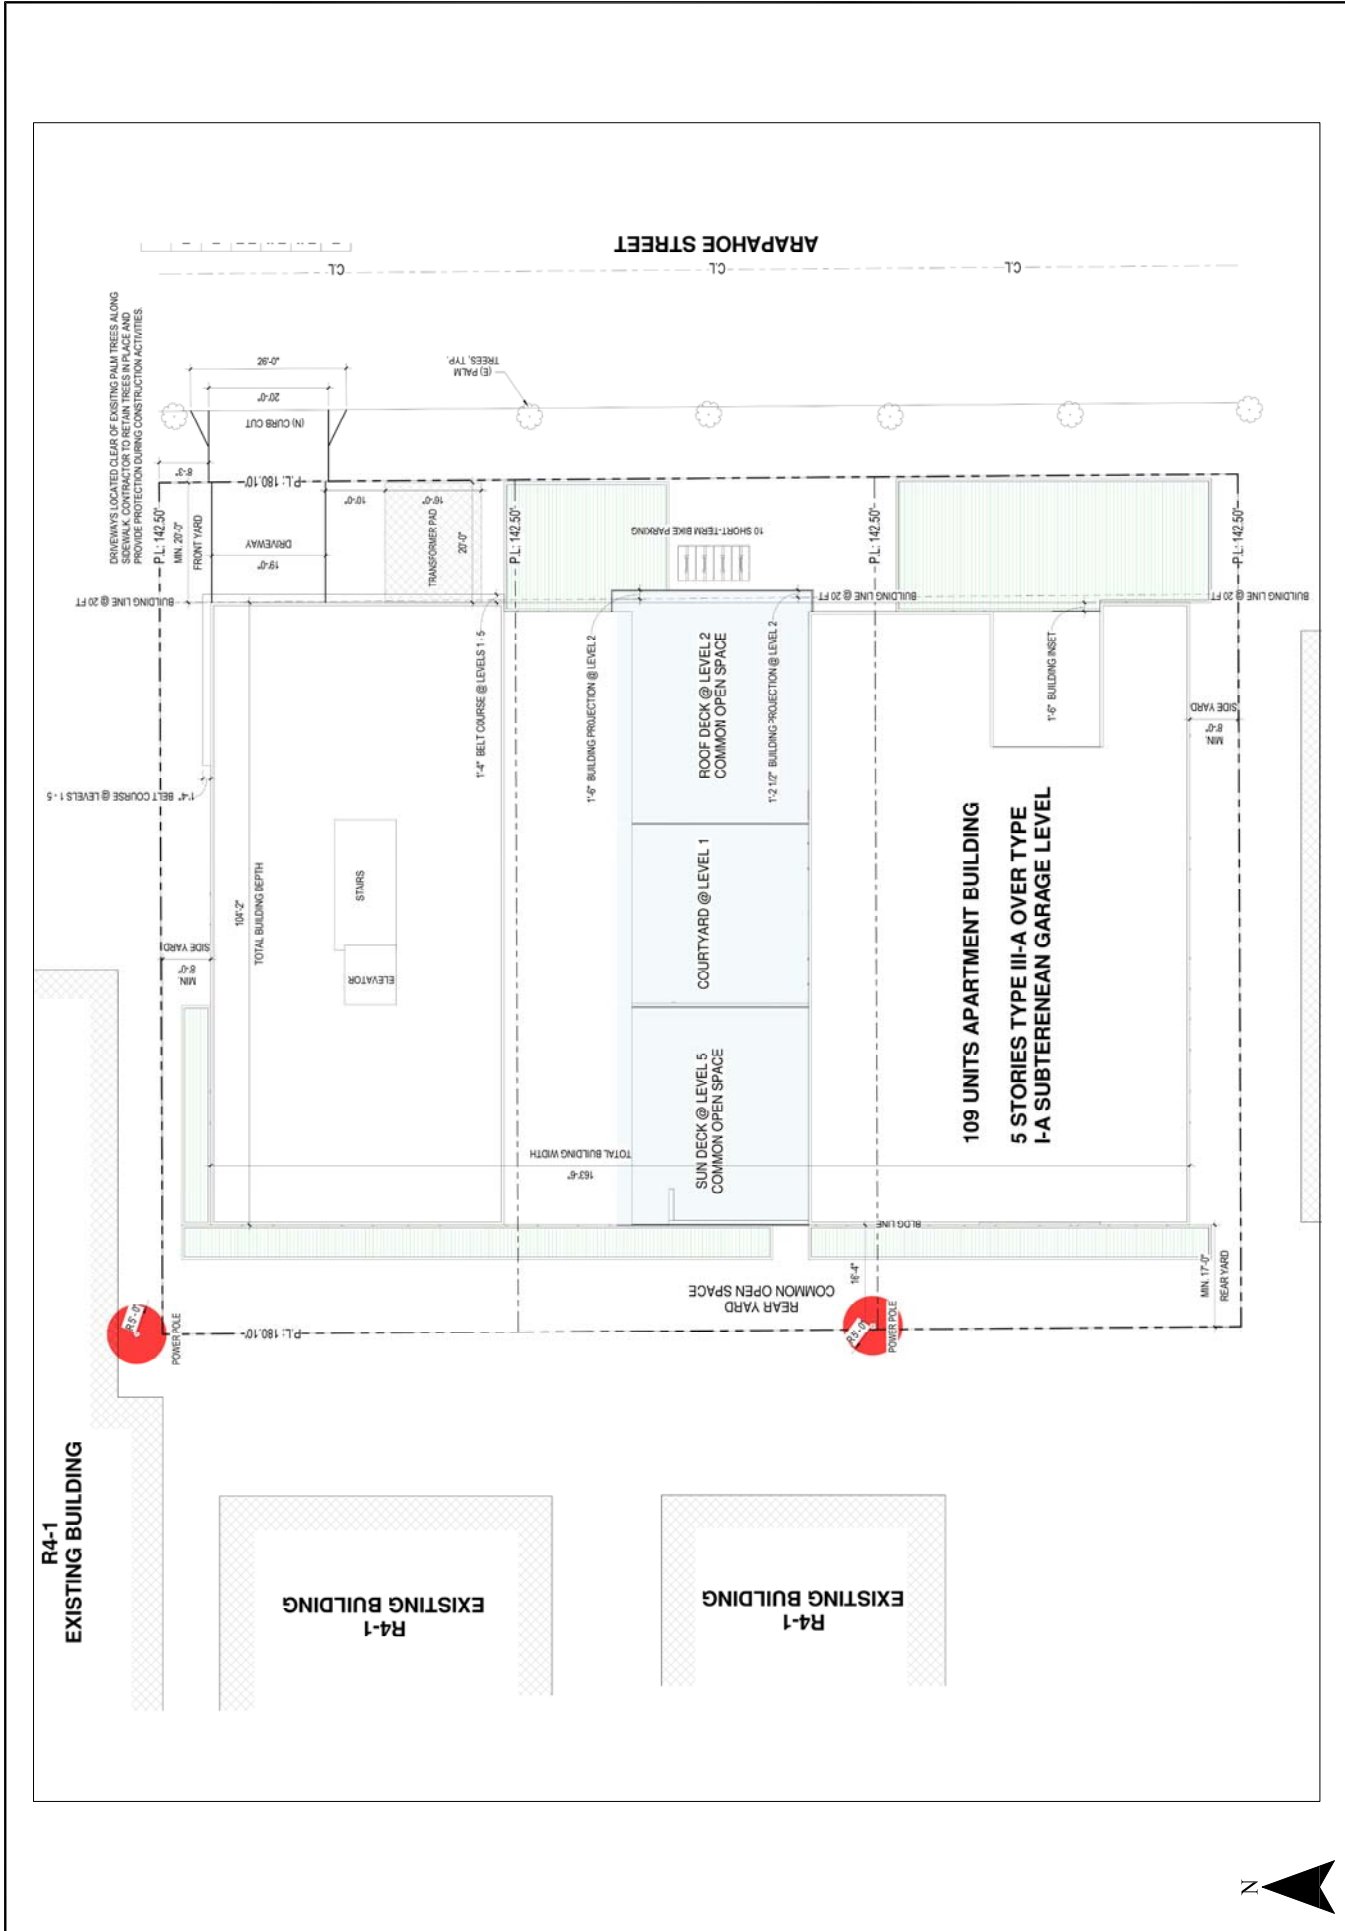 ARAPAHOE STREET
C.L
C.L
C.L
DRIVEWAYS LOCATED CLEAR OF EXISITNG PALM TREES ALONG
SIDEWALK. CONTRACTOR TO RETAIN TREES IN PLACE AND
PROVIDE PROTECTION DURING CONSTRUCTION ACTIVITIES.
26'-0"
20'-0"
(N) CURB CUT
(E) PALM
TREES, TYP.
8'-3"
P.L: 142.50'
MIN. 20'-0"
FRONT YARD
P.L: 180.10'
DRIVEWAY
19'-0"
10'-0"
16'-0"
TRANSFORMER PAD
20'-0"
P.L: 142.50'
10 SHORT-TERM BIKE PARKING
P.L: 142.50'
P.L: 142.50'
BUILDING LINE @ 20 FT
BUILDING LINE @ 20 FT
BUILDING LINE @ 20 FT
1'-4" BELT COURSE @ LEVELS 1 - 5
1'-4" BELT COURSE @ LEVELS 1 - 5
1'-6" BUILDING PROJECTION @ LEVEL 2
ROOF DECK @ LEVEL2
COMMON OPEN SPACE
1'-2 1/2" BUILDING PROJECTION @ LEVEL 2
1'-6" BUILDING INSET
SIDE YARD
8'-0"
MIN.
104'-2"
TOTAL BUILDING DEPTH
STAIRS
ELEVATOR
SIDE YARD
8'-0"
MIN.
COURTYARD @ LEVEL 1
109 UNITS APARTMENT BUILDING
5 STORIES TYPE III-A OVER TYPE
I-A SUBTERENEAN GARAGE LEVEL
SUN DECK @ LEVEL 5
COMMON OPEN SPACE
TOTAL BUILDING WIDTH
163'-6"
BLDG LINE
16'-4"
REAR YARD
COMMON OPEN SPACE
MIN. 17'-0"
REAR YARD
R5'-0"
POWER POLE
P.L: 180.10'
R5'-0"
POWER POLE
R4-1
EXISTING BUILDING
R4-1
EXISTING BUILDING
R4-1
EXISTING BUILDING
N